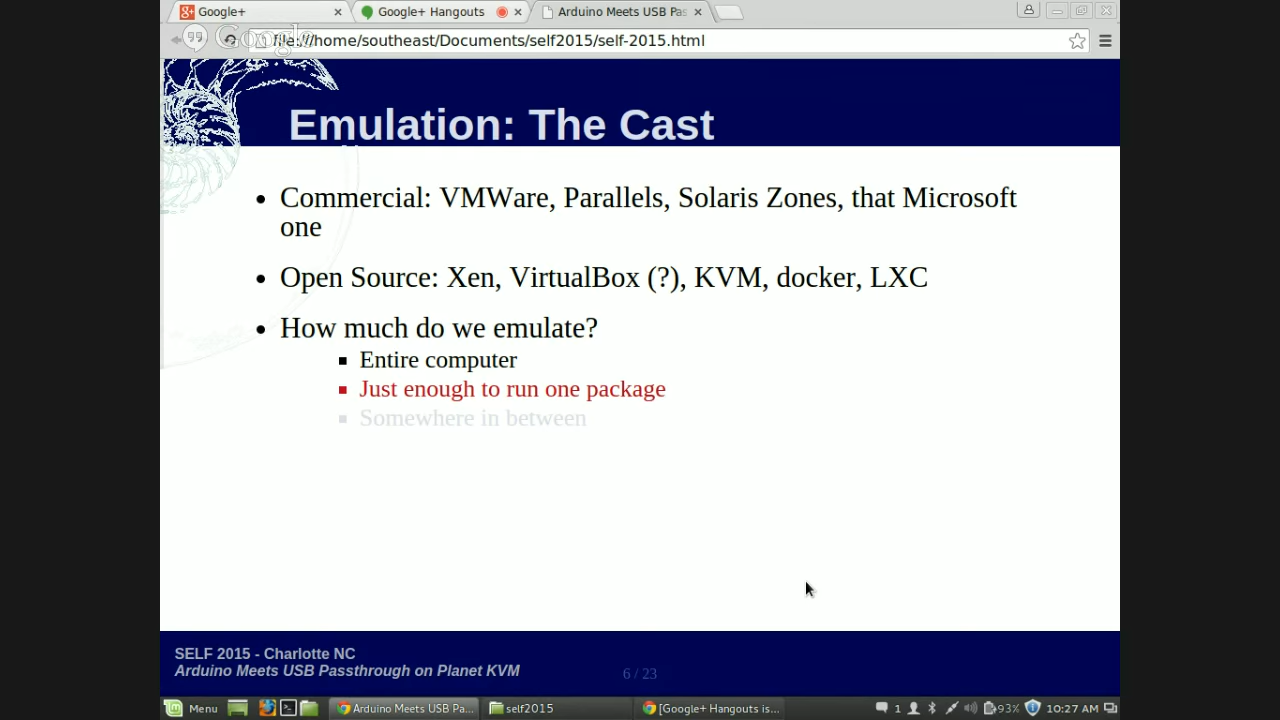 Google+
Google+ Hangouts
Arduino Meets USB Pas
Google
file:///home/southeast/Documents/self2015/self-2015.html
Emulation: The Cast
• Commercial: VMWare, Parallels, Solaris Zones, that Microsoft
one
• Open Source: Xen, VirtualBox (?), KVM, docker, LXC
• How much do we emulate?
Entire computer
Just enough to run one package
Somewhere in between
SELF 2015 - Charlotte NC
Arduino Meets USB Passthrough on Planet KVM
6 / 23
Menu
Arduino Meets USB Pa...
self2015
[Google+ Hangouts is...
1
93%
10:27 AM